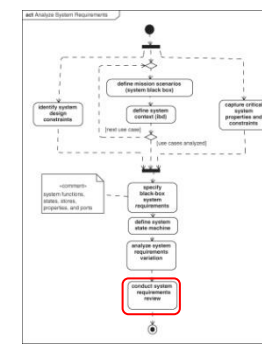 act Analyze System Requirements
define mission scenarios
(system black box)
identify system
design
constraints
define system
context (ibd)
capture critical
system
properties and
constraints
[next use case]
[use cases analyzed]
«comment»
system functions,
states, stores,
properties, and ports
specify
black-box
system
requirements
define system
state machine
analyze system
requirements
variation
conduct system
requirements
review